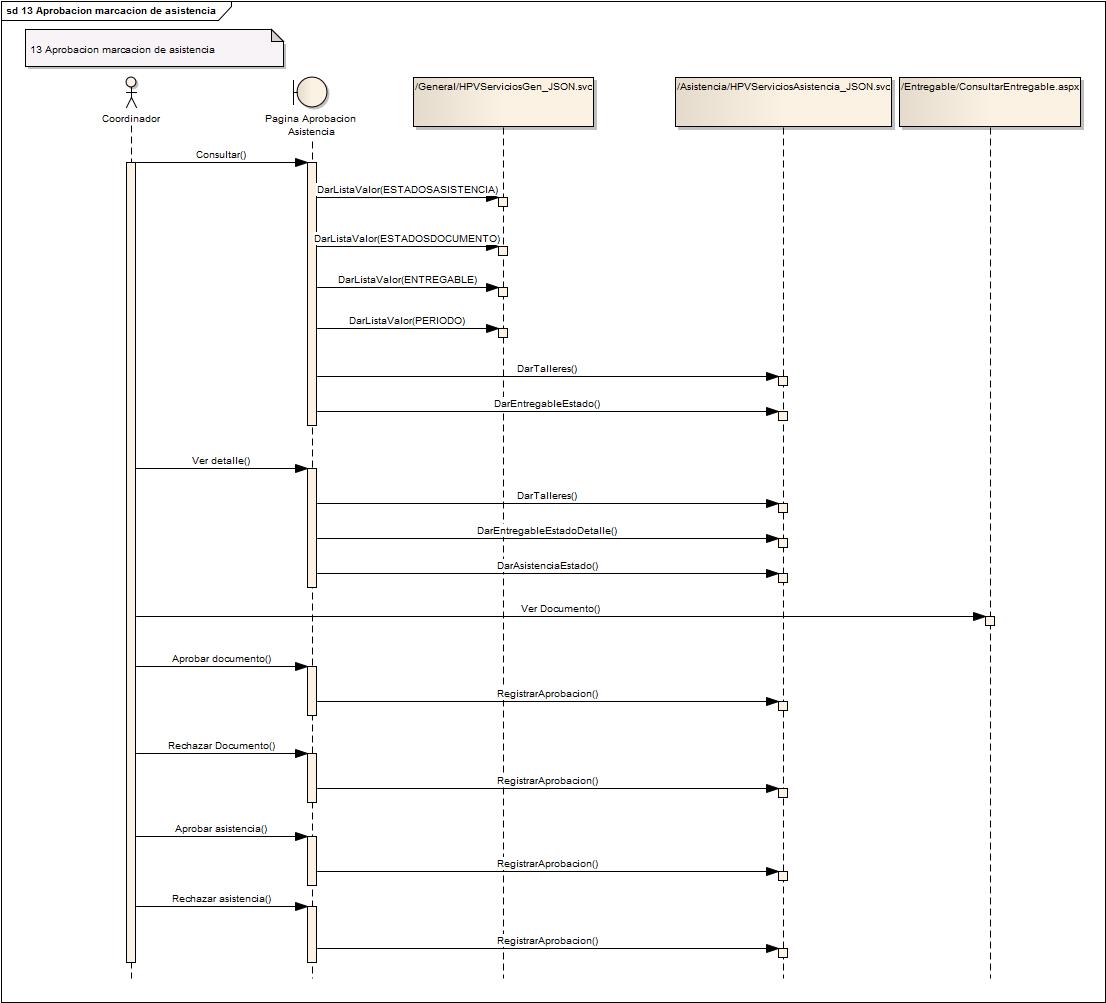 sd 13 Aprobacion marcacion de asistencia
13 Aprobacion marcacion de asistencia
Coordinador
Pagina Aprobacion
Asistencia
/General/HPVServiciosGen_JSON.svc
/Asistencia/HPVServiciosAsistencia_JSON.svc
/Entregable/ConsultarEntregable.aspx
Consultar()
DarListaValor(ESTADOSASISTENCIA)
DarListaValor(ESTADOSDOCUMENTO)
DarListaValor(ENTREGABLE)
DarListaValor(PERIODO)
DarTalleres()
DarEntregableEstado()
Ver detalle()
DarTalleres()
DarEntregableEstadoDetalle()
DarAsistenciaEstado()
Ver Documento()
Aprobar documento()
RegistrarAprobacion()
Rechazar Documento()
RegistrarAprobacion()
Aprobar asistencia()
RegistrarAprobacion()
Rechazar asistencia()
RegistrarAprobacion()